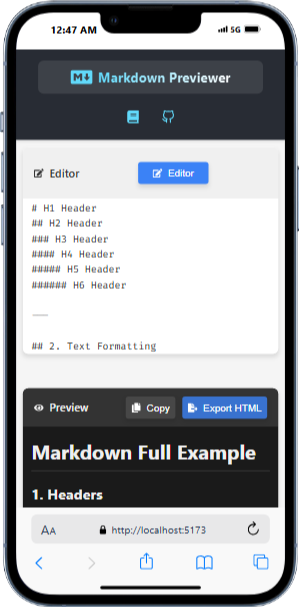 12:47 AM 5G
M Markdown Previewer
Editor Editor
# H1 Header
## H2 Header
### H3 Header
#### H4 Header
##### H5 Header
###### H6 Header
---
## 2. Text Formatting
Preview Copy Export HTML
Markdown Full Example
1. Headers
AA http://localhost:5173